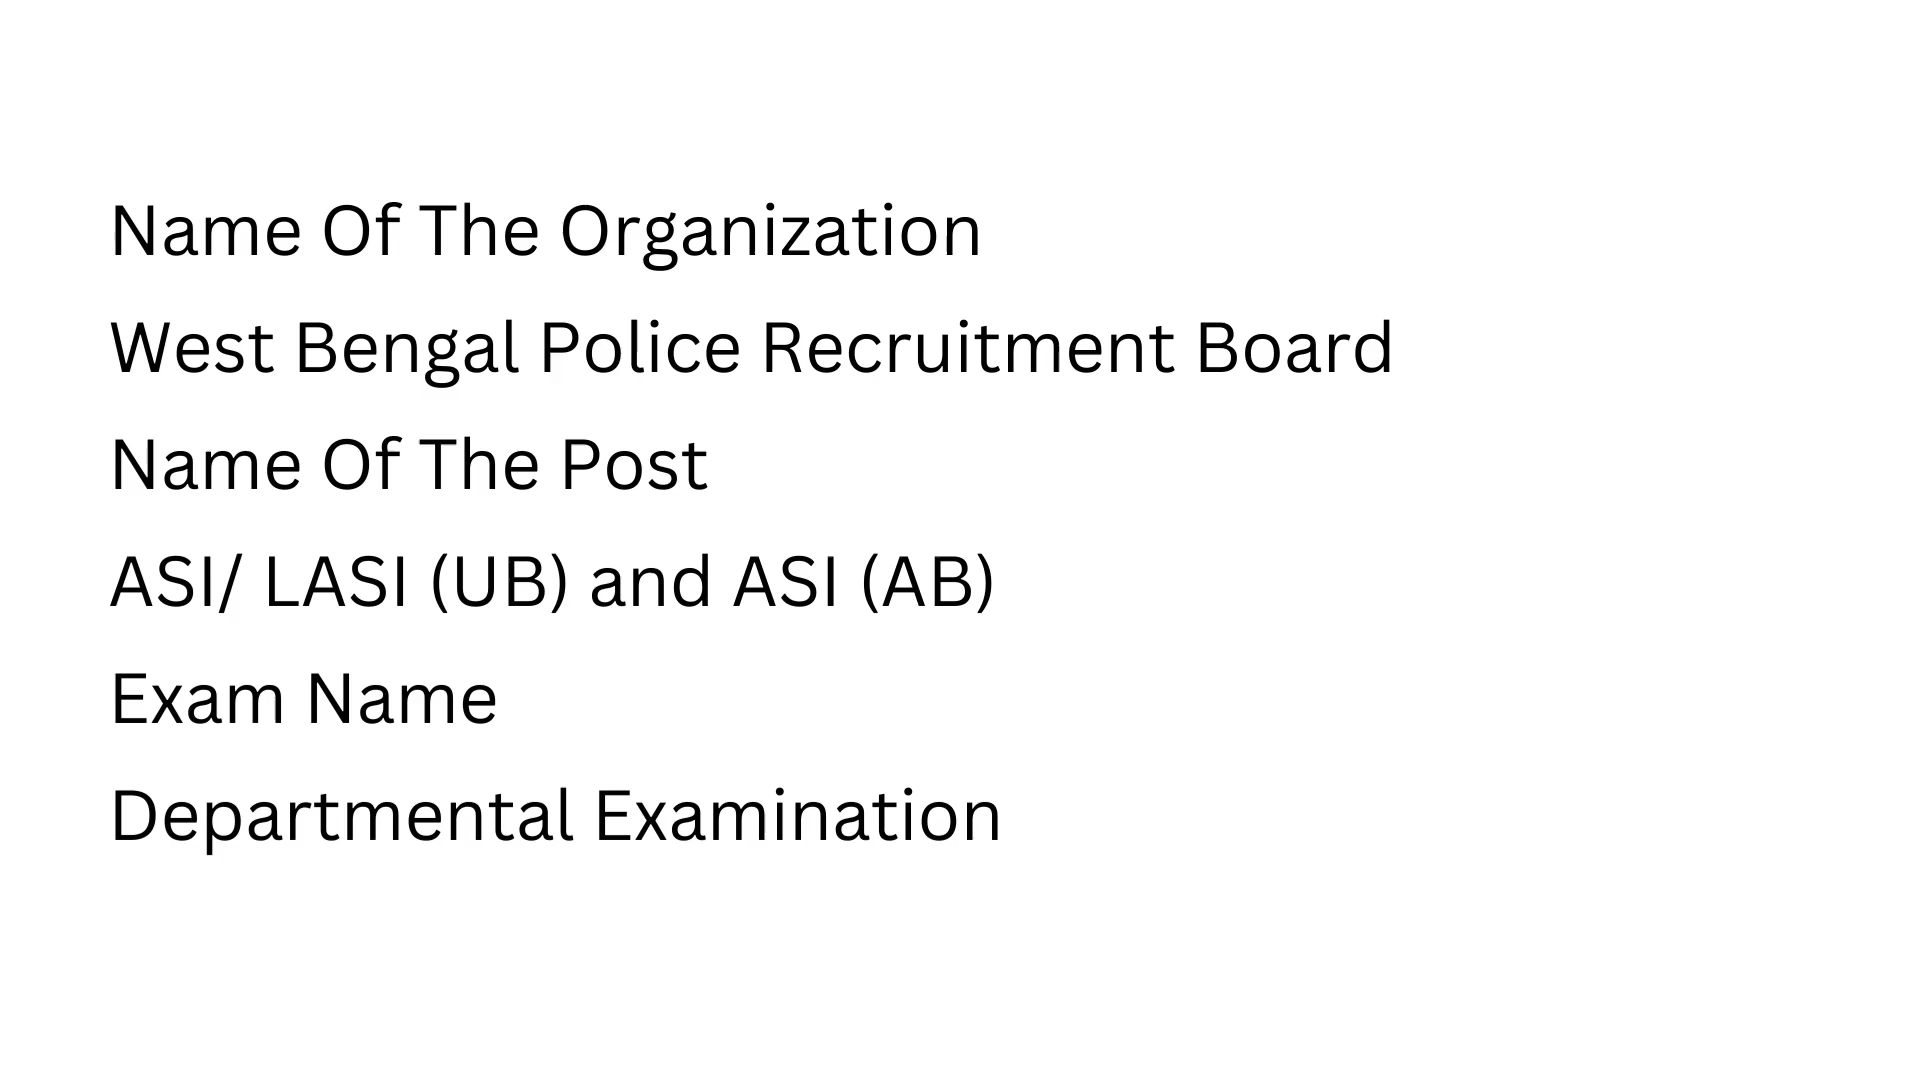 Name Of The Organization
West Bengal Police Recruitment Board
Name Of The Post
ASI/ LASI (UB) and ASI (AB)
Exam Name
Departmental Examination